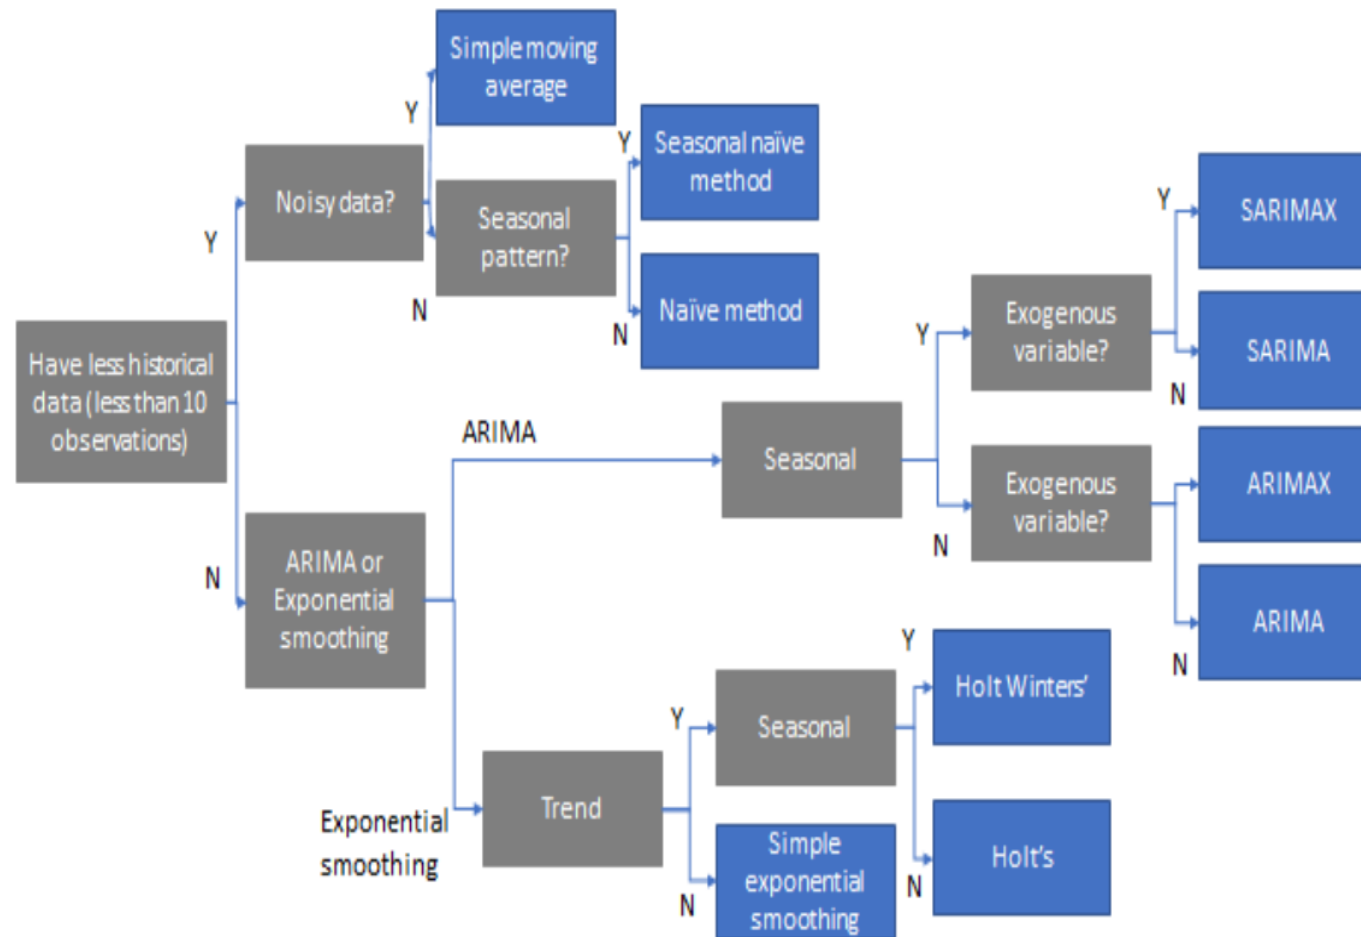 Have less historical
data (less than 10
observations)
Y
N
Noisy data?
Y
N
Simple moving
average
Seasonal
pattern?
Y
N
Seasonal naïve
method
Naïve method
ARIMA or
Exponential
smoothing
ARIMA
Exponential
smoothing
Seasonal
Y
N
Exogenous
variable?
Y
N
SARIMAX
SARIMA
Exogenous
variable?
N
ARIMAX
ARIMA
Trend
Y
N
Seasonal
Y
N
Holt Winters'
Holt's
Simple
exponential
smoothing